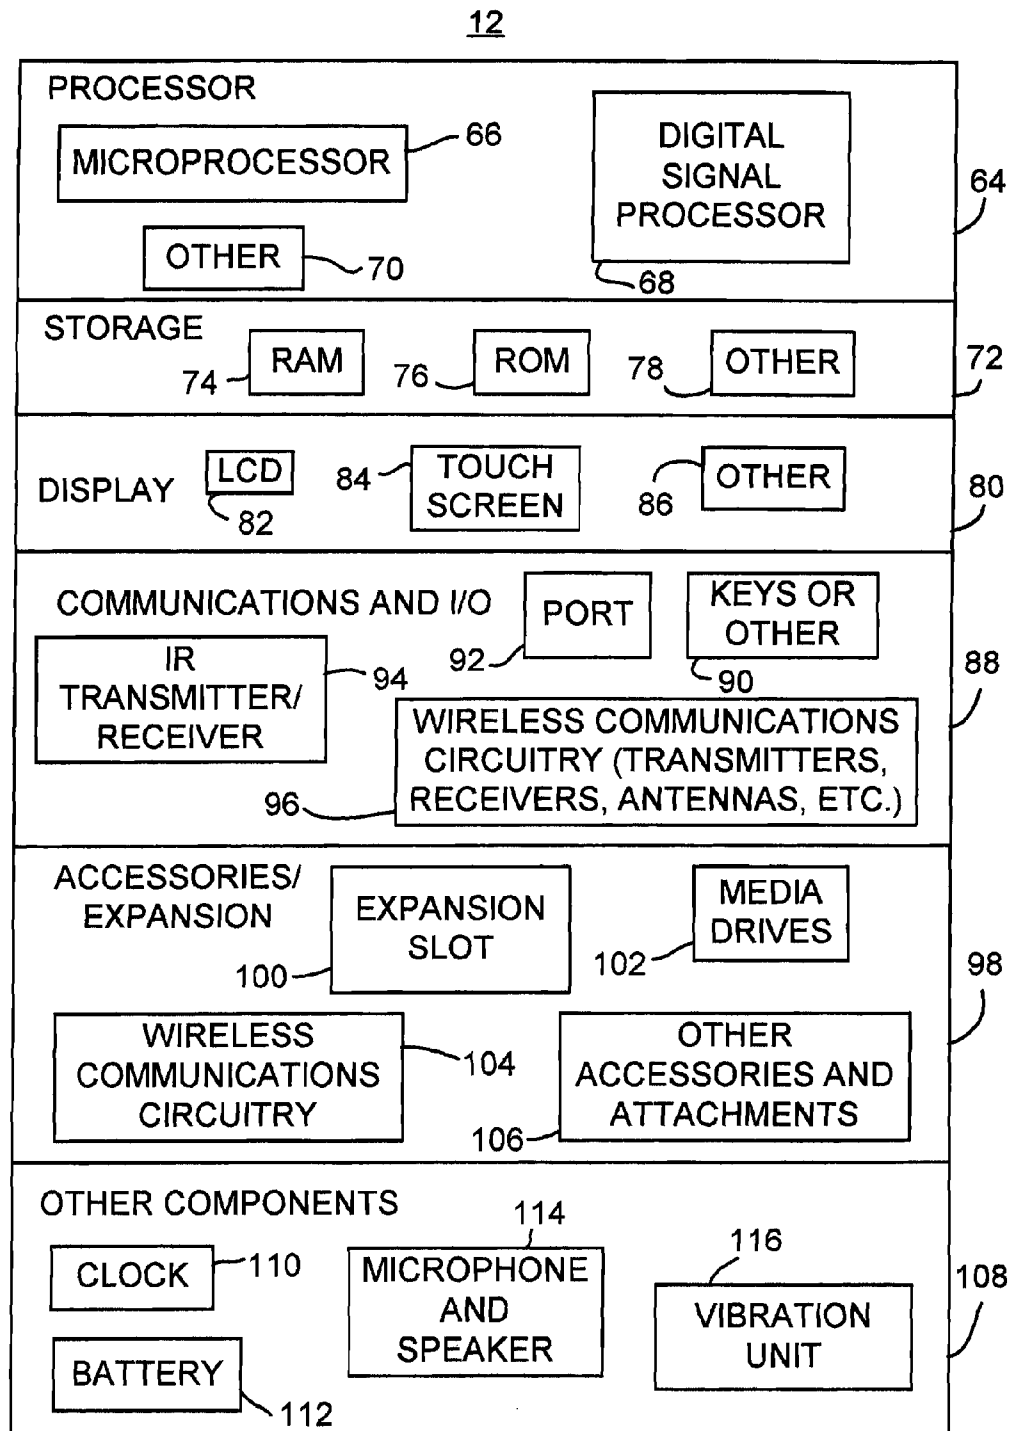 12
PROCESSOR
MICROPROCESSOR
66
DIGITAL
SIGNAL
PROCESSOR
64
OTHER
70
68
STORAGE
RAM
74
ROM
76
OTHER
78
72
DISPLAY
LCD
82
TOUCH
SCREEN
84
OTHER
86
80
COMMUNICATIONS AND I/O
PORT
92
KEYS OR
OTHER
90
88
IR
TRANSMITTER/
RECEIVER
94
WIRELESS COMMUNICATIONS
CIRCUITRY (TRANSMITTERS,
RECEIVERS, ANTENNAS, ETC.)
96
ACCESSORIES/
EXPANSION
EXPANSION
SLOT
100
MEDIA
DRIVES
102
98
WIRELESS
COMMUNICATIONS
CIRCUITRY
104
OTHER
ACCESSORIES AND
ATTACHMENTS
106
OTHER COMPONENTS
CLOCK
110
114
MICROPHONE
AND
SPEAKER
116
VIBRATION
UNIT
108
BATTERY
112